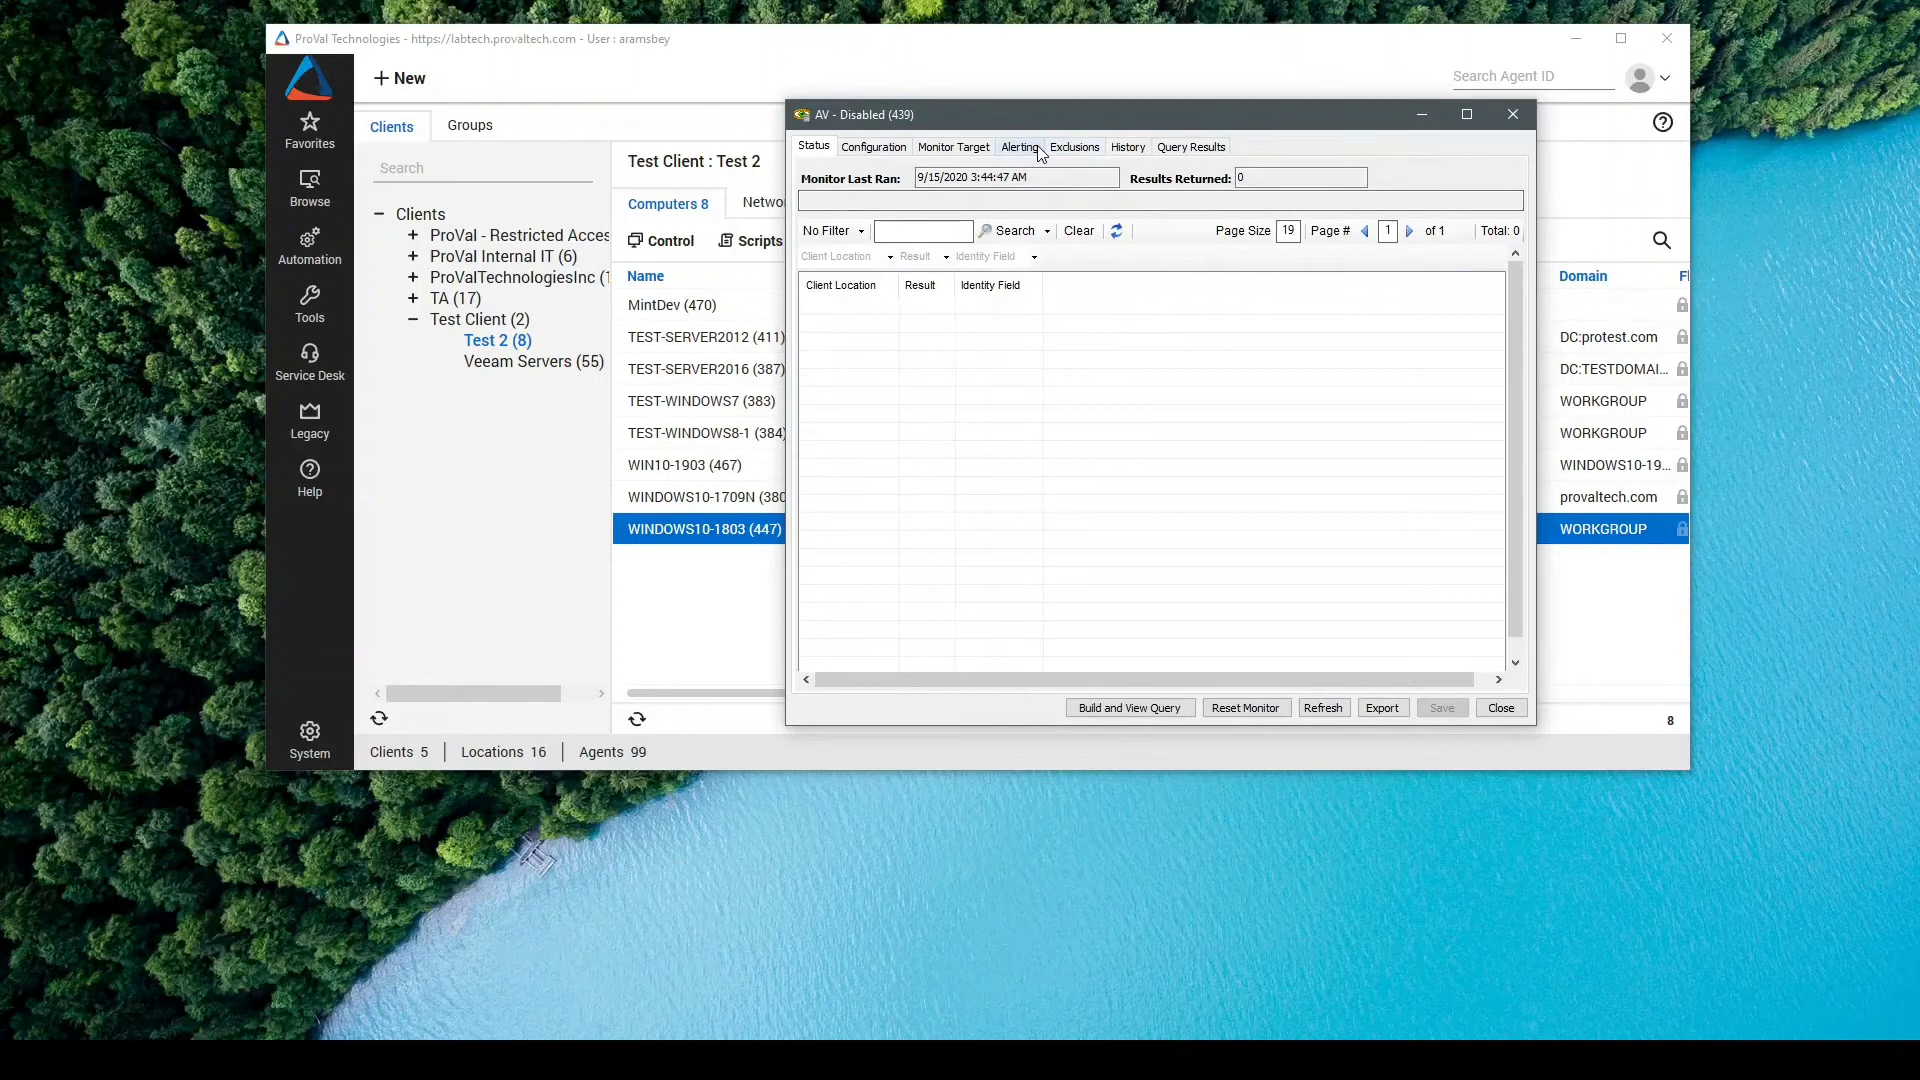 ProVal Technologies - https://labtech.provaltech.com - User : aramsbey
+ New
Search Agent ID
Favorites
Browse
Automation
Tools
Service Desk
Legacy
Help
System
Clients
Groups
Search
Clients
ProVal - Restricted Acces
ProVal Internal IT (6)
ProValTechnologiesInc (1
TA (17)
Test Client (2)
Test 2 (8)
Veeam Servers (55)
Test Client : Test 2
Computers 8
Netwo
Control
Scripts
Name
MintDev (470)
TEST-SERVER2012 (411)
TEST-SERVER2016 (387)
TEST-WINDOWS7 (383)
TEST-WINDOWS8-1 (384)
WIN10-1903 (467)
WINDOWS10-1709N (380
WINDOWS10-1803 (447)
AV - Disabled (439)
Status Configuration Monitor Target Alerting Exclusions History Query Results
Monitor Last Ran: 9/15/2020 3:44:47 AM Results Returned: 0
No Filter Search Clear Page Size 19 Page # 1 of 1 Total: 0
Client Location Result Identity Field
Client Location Result Identity Field
Build and View Query Reset Monitor Refresh Export Save Close
Domain
DC:protest.com
DC:TESTDOMAI...
WORKGROUP
WORKGROUP
WINDOWS10-19...
provaltech.com
WORKGROUP
8
Clients 5 Locations 16 Agents 99